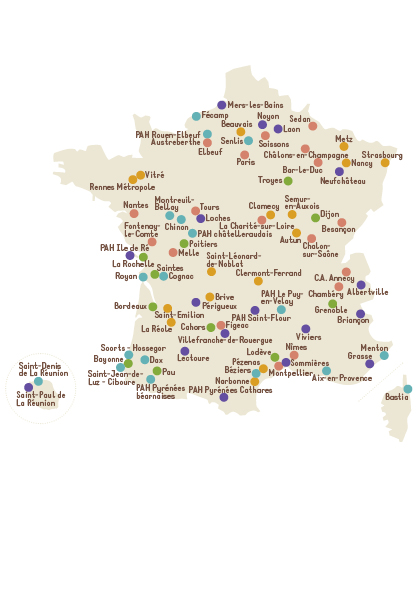 Mers-les-Bains
Fécamp
Noyon
Beauvais
Laon
Sedan
PAH Rouen-Elbeuf
Austreberthe
Senlis
Soissons
Metz
Elbeuf
Paris
Châlons-en-Champagne
Strasbourg
Nancy
Bar-le-Duc
Vitré
Rennes Métropole
Troyes
Neufchâteau
Montreuil-
Bellay
Nantes
Tours
Loches
Clamecy
Semur-
en-Auxois
Dijon
Fontenay-
le-Comte
Chinon
La Charité-sur-Loire
Besançon
PAH châtelleraudais
Autun
PAH Ile de Ré
Poitiers
Chalon-
sur-Saône
La Rochelle
Melle
Saint-Léonard-
de-Noblat
Saintes
Royan
Cognac
Clermont-Ferrand
C.A. Annecy
Albertville
Chambéry
Brive
PAH Le Puy-
en-Velay
Bordeaux
Périgueux
Grenoble
Saint-Emilion
PAH Saint-Flour
Briançon
La Réole
Cahors
Figeac
Viviers
Villefranche-de-Rouergue
Soorts - Hossegor
Lectoure
Nîmes
Menton
Bayonne
Dax
Lodève
Grasse
Pézenas
Sommières
Saint-Jean-de-
Luz - Ciboure
Pau
Béziers
Montpellier
Aix-en-Provence
Narbonne
PAH Pyrénées
béarnaises
PAH Pyrénées Cathares
Bastia
Saint-Denis
de La Réunion
Saint-Paul de
La Réunion